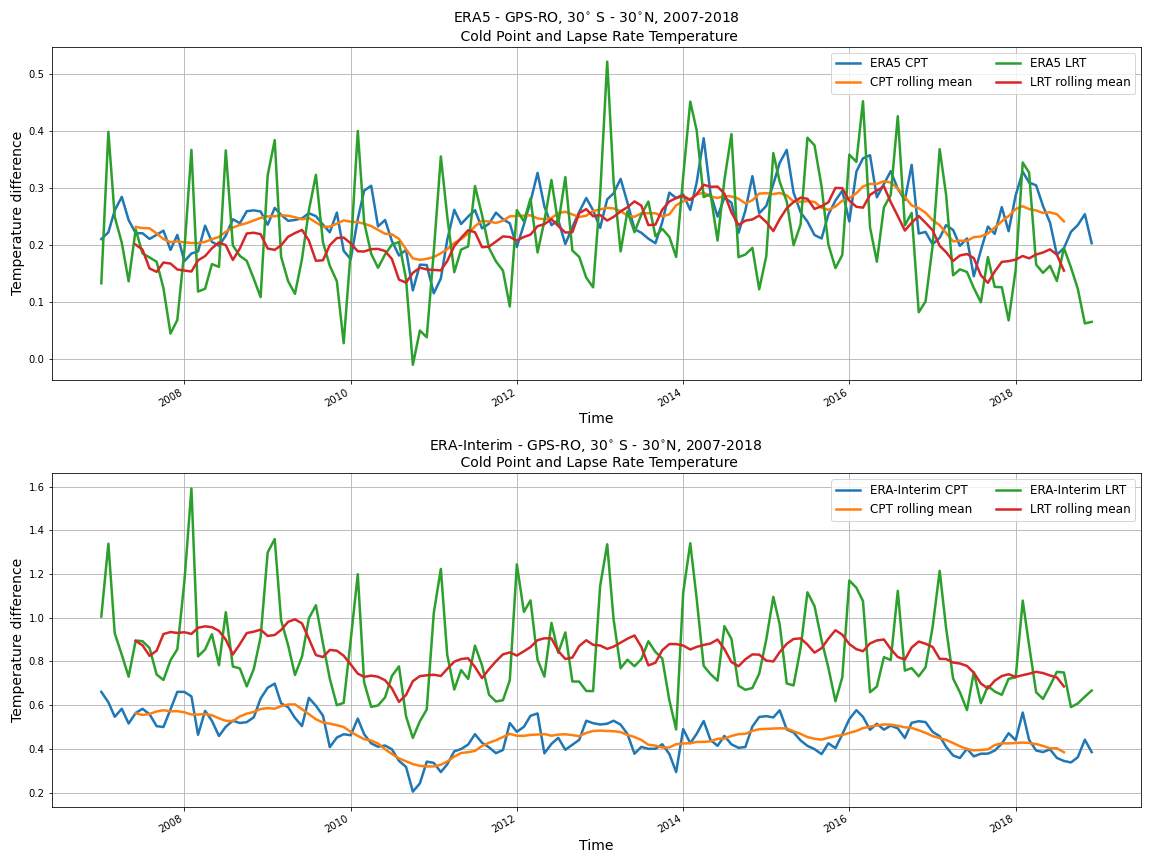 ERA5 - GPS-RO, 30° S - 30°N, 2007-2018
Cold Point and Lapse Rate Temperature
ERA5 CPT
CPT rolling mean
ERA5 LRT
LRT rolling mean
Temperature difference
0.5
0.4
0.3
0.2
0.1
0.0
2008
2010
2012
2014
2016
2018
Time
ERA-Interim - GPS-RO, 30° S - 30°N, 2007-2018
Cold Point and Lapse Rate Temperature
ERA-Interim CPT
CPT rolling mean
ERA-Interim LRT
LRT rolling mean
Temperature difference
1.6
1.4
1.2
1.0
0.8
0.6
0.4
0.2
2008
2010
2012
2014
2016
2018
Time